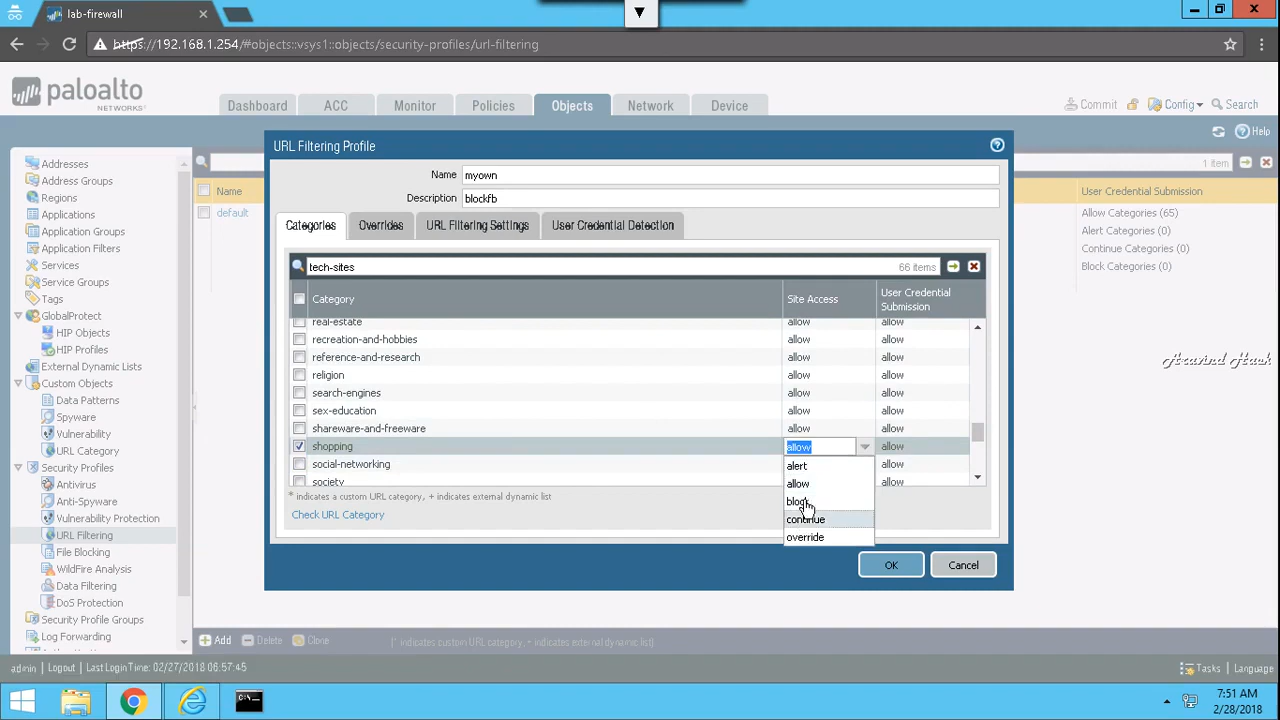 lab-firewall
https://192.168.1.254/#objects::vsys1::objects/security-profiles/url-filtering
paloalto
NETWORKS
Dashboard ACC Monitor Policies Objects Network Device
Commit Config Search
Help
Addresses
Address Groups
Regions
Applications
Application Groups
Application Filters
Services
Service Groups
Tags
GlobalProtect
HIP Objects
HIP Profiles
External Dynamic Lists
Custom Objects
Data Patterns
Spyware
Vulnerability
URL Category
Security Profiles
Antivirus
Anti-Spyware
Vulnerability Protection
URL Filtering
File Blocking
WildFire Analysis
Data Filtering
DoS Protection
Security Profile Groups
Log Forwarding
1 item
Name
User Credential Submission
default
Allow Categories (65)
Alert Categories (0)
Continue Categories (0)
Block Categories (0)
URL Filtering Profile
Name myown
Description blockfb
Categories Overrides URL Filtering Settings User Credential Detection
tech-sites 66 items
Category Site Access User Credential Submission
real-estate allow allow
recreation-and-hobbies allow allow
reference-and-research allow allow
religion allow allow
search-engines allow allow
sex-education allow allow
shareware-and-freeware allow allow
shopping allow allow
social-networking allow
society allow
alert
allow
block
continue
override
* indicates a custom URL category, + indicates external dynamic list
Check URL Category
OK Cancel
Aravind Hack
Add Delete Clone
* indicates custom URL category, + indicates external dynamic list
admin | Logout | Last Login Time: 02/27/2018 06:57:45
Tasks | Language
7:51 AM
2/28/2018